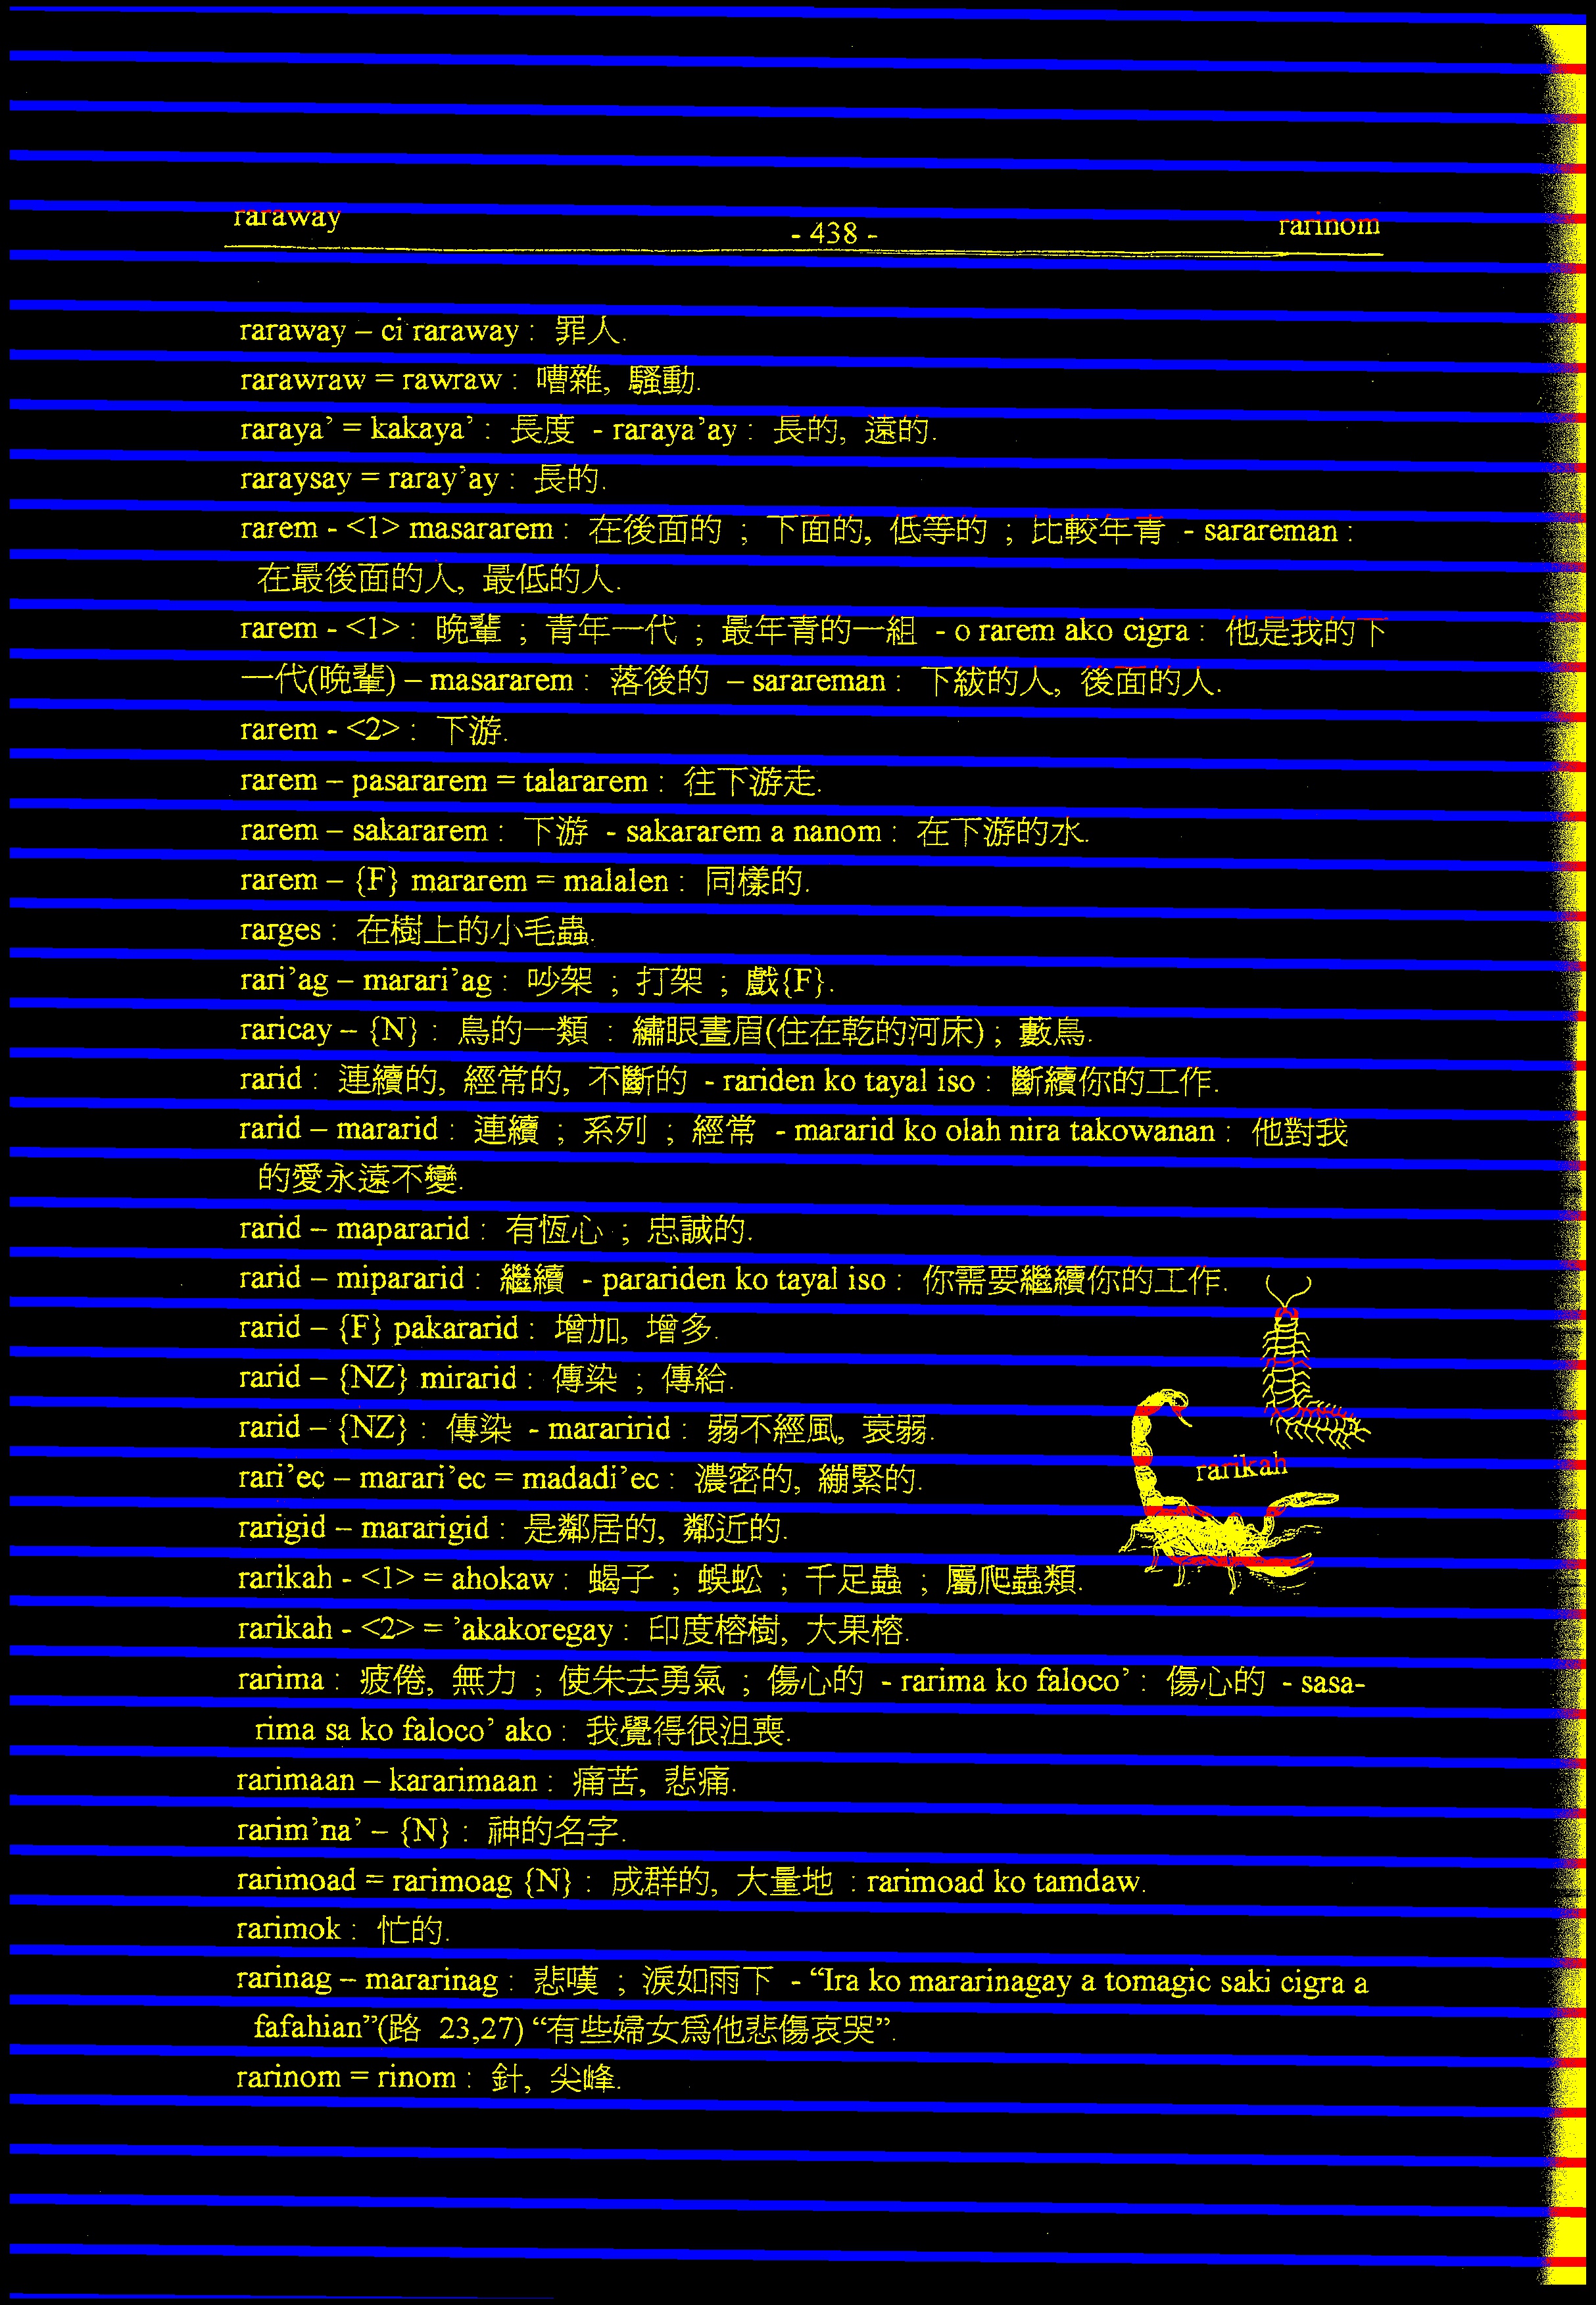 raraway - 438 - rarinom
raraway – ci raraway : 罪人.
rarawraw = rawraw : 嘈雜, 騷動.
raraya’ = kakaya’ : 長度 - raraya’ay : 長的, 遠的.
raraysay = raray’ay : 長的.
rarem - <1> masararem : 在後面的 ; 下面的, 低等的 ; 比較年青 - sarareman :
在最後面的人, 最低的人.
rarem - <1> : 晚輩 ; 青年一代 ; 最年青的一組 - o rarem ako cigra : 他是我的下
一代(晚輩) – masararem : 落後的 – sarareman : 下紱的人, 後面的人.
rarem - <2> : 下游.
rarem – pasararem = talararem : 往下游走.
rarem – sakararem : 下游 - sakararem a nanom : 在下游的水.
rarem – {F} mararem = malalen : 同樣的.
rarges : 在樹上的小毛蟲.
rari’ag – marari’ag : 吵架 ; 打架 ; 戲{F}.
raricay – {N} : 鳥的一類 : 繡眼畫眉(住在乾的河床) ; 藪鳥.
rarid : 連續的, 經常的, 不斷的 - rariden ko tayal iso : 斷續你的工作.
rarid – mararid : 連續 ; 系列 ; 經常 - mararid ko olah nira takowanan : 他對我
的愛永遠不變.
rarid – mapararid : 有恆心 ; 忠誠的.
rarid – mipararid : 繼續 - parariden ko tayal iso : 你需要繼續你的工作.
rarid – {F} pakararid : 增加, 增多.
rarid – {NZ} mirarid : 傳染 ; 傳給.
rarid – {NZ} : 傳染 - mararirid : 弱不經風, 衰弱.
rari’ec – marari’ec = madadi’ec : 濃密的, 繃緊的.
rarikah
rarigid – mararigid : 是鄰居的, 鄰近的.
rarikah - <1> = ahokaw : 蝎子 ; 蜈蚣 ; 千足蟲 ; 屬爬蟲類.
rarikah - <2> = ’akakoregay : 印度榕樹, 大果榕.
rarima : 疲倦, 無力 ; 使失去勇氣 ; 傷心的 - rarima ko faloco’ : 傷心的 - sasa-
rima sa ko faloco’ ako : 我覺得很沮喪.
rarimaan – kararimaan : 痛苦, 悲痛.
rarim’na’ – {N} : 神的名字.
rarimoad = rarimoag {N} : 成群的, 大量地 : rarimoad ko tamdaw.
rarimok : 忙的.
rarinag – mararinag : 悲嘆 ; 淚如雨下 - “Ira ko mararinagay a tomagic saki cigra a
fafahian”(路 23,27) “有些婦女為他悲傷哀哭”.
rarinom = rinom : 針, 尖峰.